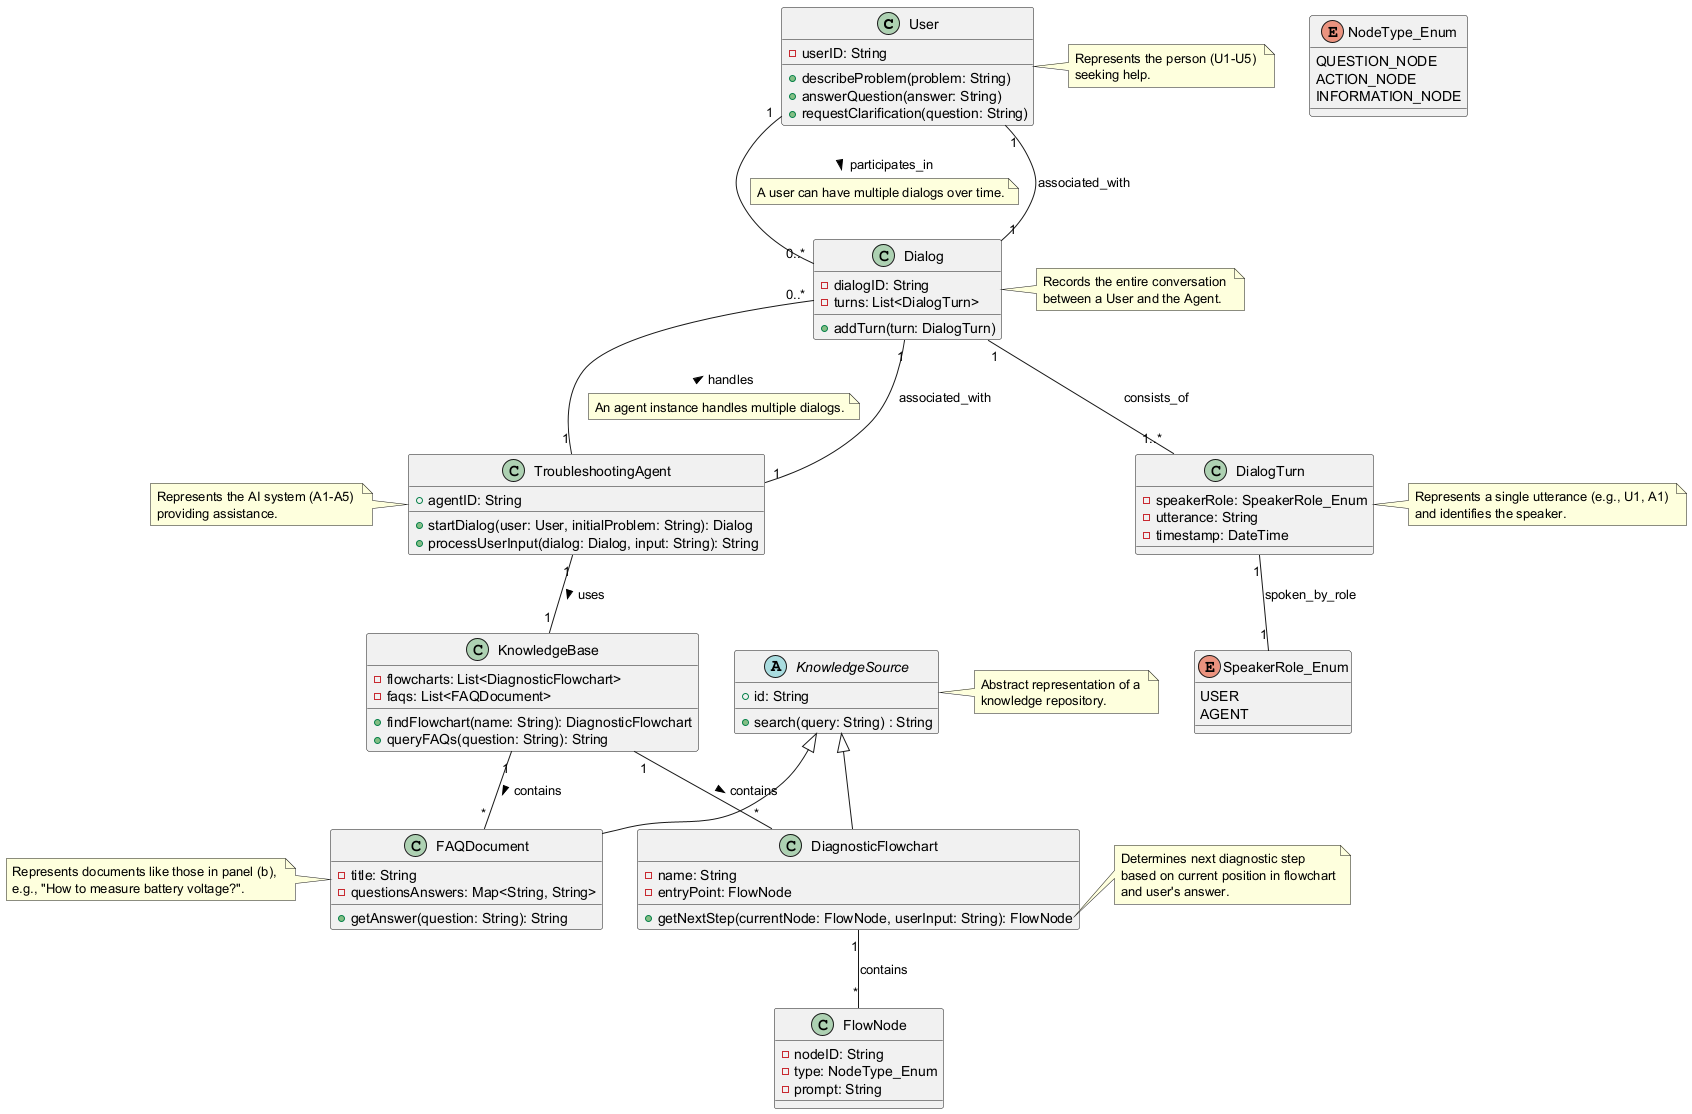 C User
userID: String
describeProblem(problem: String)
answerQuestion(answer: String)
requestClarification(question: String)
Represents the person (U1-U5)
seeking help.
E NodeType_Enum
QUESTION_NODE
ACTION_NODE
INFORMATION_NODE
1
1
participates_in
A user can have multiple dialogs over time.
associated_with
0..*
1
C Dialog
dialogID: String
turns: List<DialogTurn>
addTurn(turn: DialogTurn)
Records the entire conversation
between a User and the Agent.
0..*
1
1
handles
An agent instance handles multiple dialogs.
associated_with
consists_of
1
1
1..*
C TroubleshootingAgent
agentID: String
startDialog(user: User, initialProblem: String): Dialog
processUserInput(dialog: Dialog, input: String): String
Represents the AI system (A1-A5)
providing assistance.
C DialogTurn
speakerRole: SpeakerRole_Enum
utterance: String
timestamp: DateTime
Represents a single utterance (e.g., U1, A1)
and identifies the speaker.
1
uses
1
1
spoken_by_role
1
C KnowledgeBase
flowcharts: List<DiagnosticFlowchart>
faqs: List<FAQDocument>
findFlowchart(name: String): DiagnosticFlowchart
queryFAQs(question: String): String
A KnowledgeSource
id: String
search(query: String) : String
Abstract representation of a
knowledge repository.
E SpeakerRole_Enum
USER
AGENT
1
contains
*
1
contains
*
C FAQDocument
title: String
questionsAnswers: Map<String, String>
getAnswer(question: String): String
Represents documents like those in panel (b),
e.g., "How to measure battery voltage?".
C DiagnosticFlowchart
name: String
entryPoint: FlowNode
getNextStep(currentNode: FlowNode, userInput: String): FlowNode
Determines next diagnostic step
based on current position in flowchart
and user's answer.
1
contains
*
C FlowNode
nodeID: String
type: NodeType_Enum
prompt: String